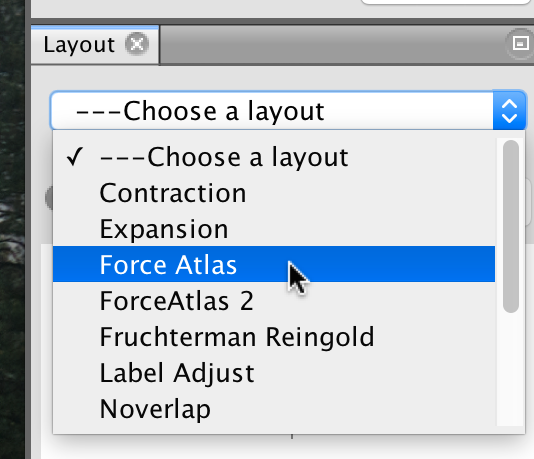 Layout
---Choose a layout
✓ ---Choose a layout
Contraction
Expansion
Force Atlas
ForceAtlas 2
Fruchterman Reingold
Label Adjust
Noverlap